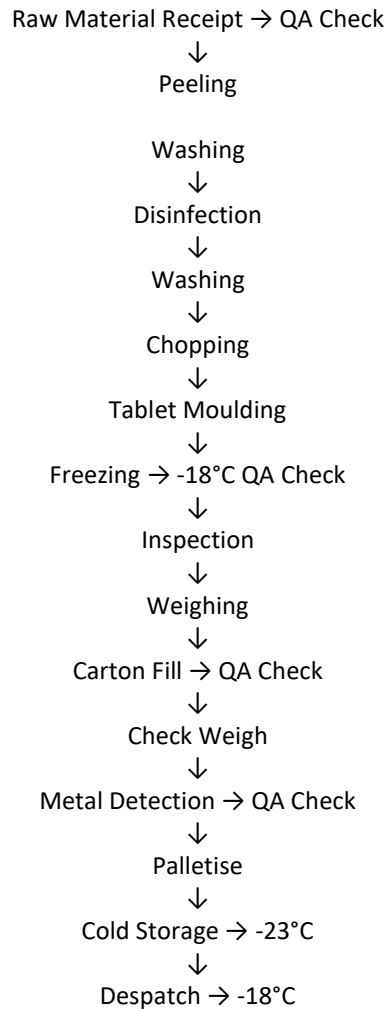 Raw Material Receipt → QA Check
↓
Peeling
Washing
↓
Disinfection
↓
Washing
↓
Chopping
↓
Tablet Moulding
↓
Freezing → -18°C QA Check
↓
Inspection
↓
Weighing
↓
Carton Fill → QA Check
↓
Check Weigh
↓
Metal Detection → QA Check
↓
Palletise
↓
Cold Storage → -23°C
↓
Despatch → -18°C